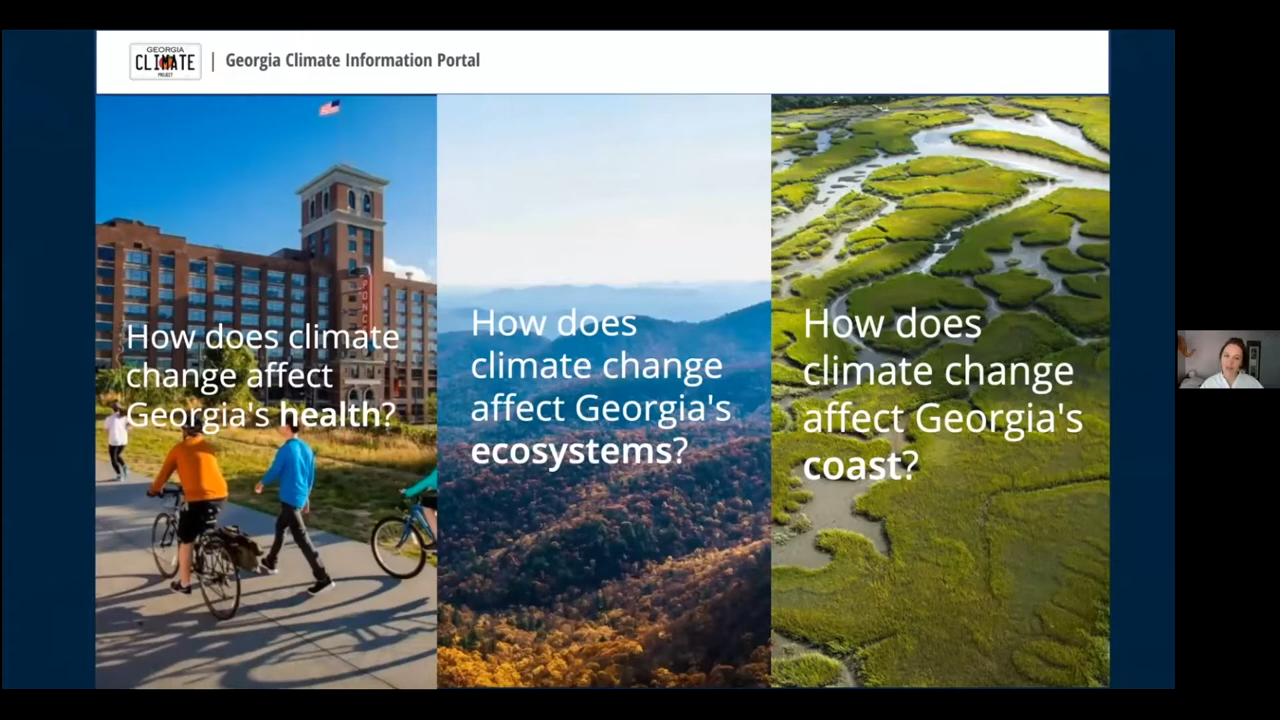 GEORGIA
CLIMATE
PROJECT
Georgia Climate Information Portal
PONC
How does climate
change affect
Georgia's health?
How does
climate change
affect Georgia's
ecosystems?
How does
climate change
affect Georgia's
coast?